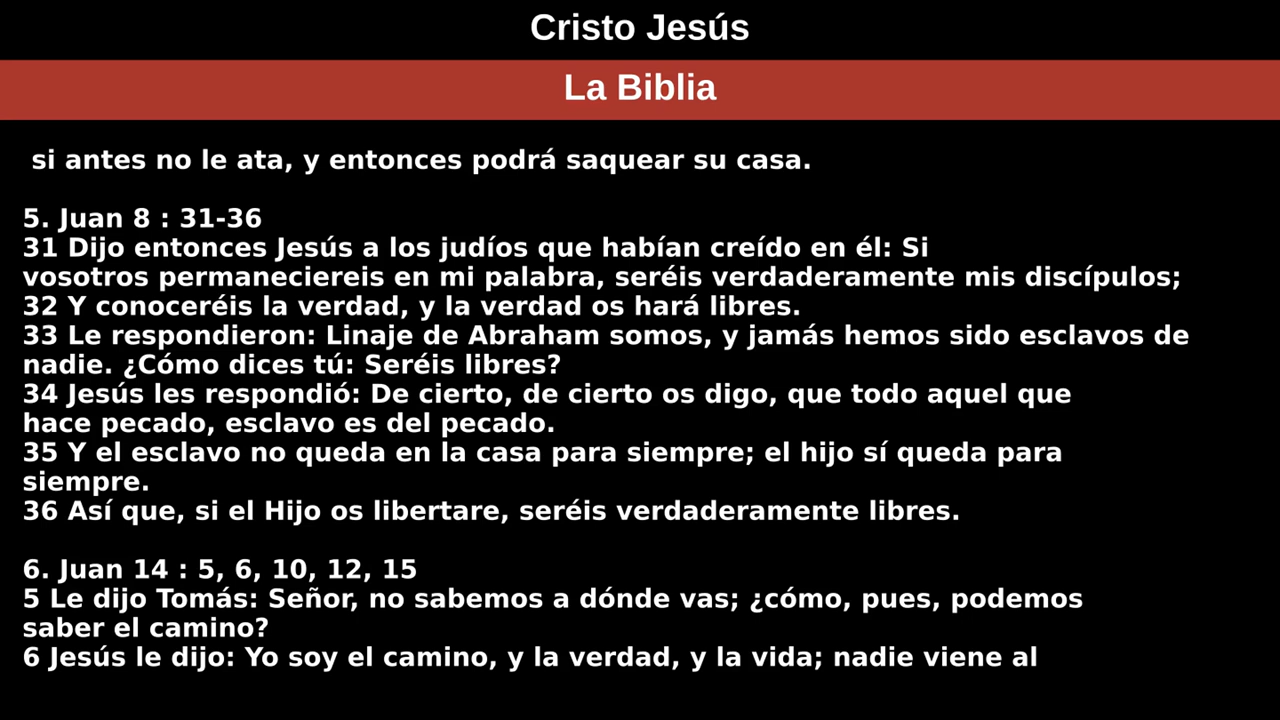 Cristo Jesús
La Biblia
si antes no le ata, y entonces podrá saquear su casa.
5. Juan 8 : 31-36
31 Dijo entonces Jesús a los judíos que habían creído en él: Si
vosotros permaneciereis en mi palabra, seréis verdaderamente mis discípulos;
32 Y conoceréis la verdad, y la verdad os hará libres.
33 Le respondieron: Linaje de Abraham somos, y jamás hemos sido esclavos de
nadie. ¿Cómo dices tú: Seréis libres?
34 Jesús les respondió: De cierto, de cierto os digo, que todo aquel que
hace pecado, esclavo es del pecado.
35 Y el esclavo no queda en la casa para siempre; el hijo sí queda para
siempre.
36 Así que, si el Hijo os libertare, seréis verdaderamente libres.
6. Juan 14 : 5, 6, 10, 12, 15
5 Le dijo Tomás: Señor, no sabemos a dónde vas; ¿cómo, pues, podemos
saber el camino?
6 Jesús le dijo: Yo soy el camino, y la verdad, y la vida; nadie viene al